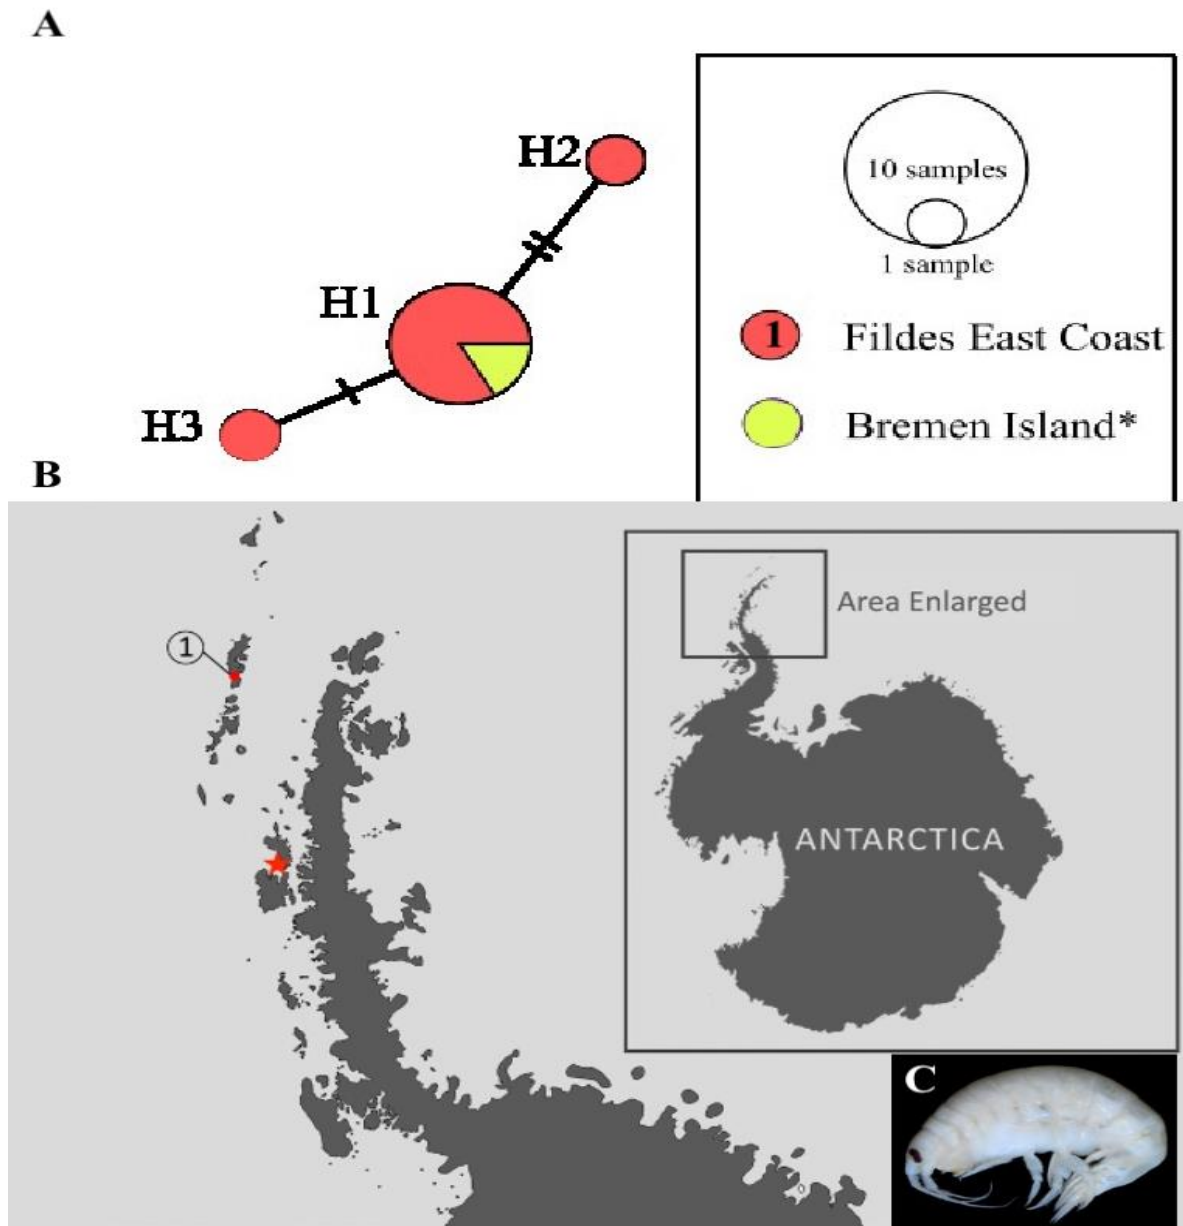 A
H2
H1
H3
10 samples
1 sample
1 Fildes East Coast
Bremen Island*
B
1
Area Enlarged
ANTARCTICA
C